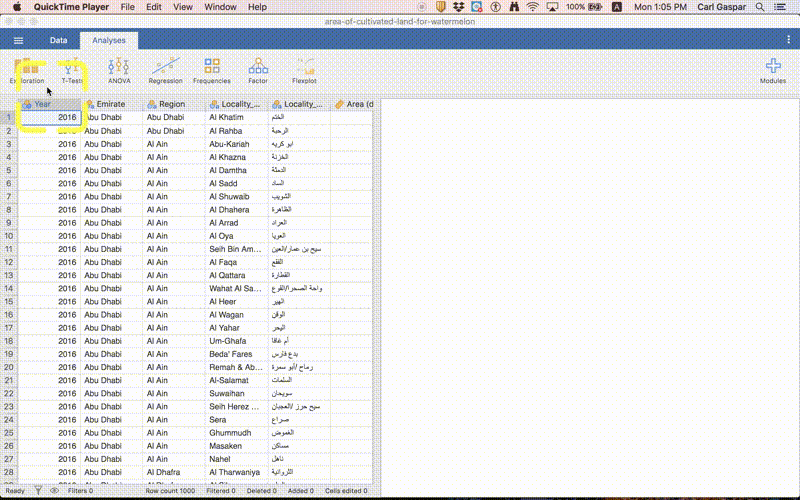 QuickTime Player File Edit View Window Help 100% A Mon 1:05 PM Carl Gaspar
area-of-cultivated-land-for-watermelon
Data Analyses
Exploration T-Tests ANOVA Regression Frequencies Factor Flexplot Modules
Year Emirate Region Locality_... Locality_... Area (d
1 2016 Abu Dhabi Abu Dhabi Al Khatim الختم
2 2016 Abu Dhabi Abu Dhabi Al Rahba الرحبة
3 2016 Abu Dhabi Al Ain Abu-Kariah ابو كريه
4 2016 Abu Dhabi Al Ain Al Khazna الخزنة
5 2016 Abu Dhabi Al Ain Al Damtha الدمثة
6 2016 Abu Dhabi Al Ain Al Sadd الساد
7 2016 Abu Dhabi Al Ain Al Shuwaib الشويب
8 2016 Abu Dhabi Al Ain Al Dhahera الظاهرة
9 2016 Abu Dhabi Al Ain Al Arrad العراد
10 2016 Abu Dhabi Al Ain Al Oya العويا
11 2016 Abu Dhabi Al Ain Seih Bin Am... سيح بن عمار/العين
12 2016 Abu Dhabi Al Ain Al Faqa الفقع
13 2016 Abu Dhabi Al Ain Al Qattara القطارة
14 2016 Abu Dhabi Al Ain Wahat Al Sa... واحة الصحراء/القوع
15 2016 Abu Dhabi Al Ain Al Heer الهير
16 2016 Abu Dhabi Al Ain Al Wagan الوقن
17 2016 Abu Dhabi Al Ain Al Yahar اليحر
18 2016 Abu Dhabi Al Ain Um-Ghafa أم غافا
19 2016 Abu Dhabi Al Ain Beda' Fares بدع فارس
20 2016 Abu Dhabi Al Ain Remah & Ab... رماح /أبو سمرة
21 2016 Abu Dhabi Al Ain Al-Salamat السلمات
22 2016 Abu Dhabi Al Ain Suwaihan سويحان
23 2016 Abu Dhabi Al Ain Seih Herez ... سيح حرز /العجبان
24 2016 Abu Dhabi Al Ain Sera صراع
25 2016 Abu Dhabi Al Ain Ghummudh الغموض
26 2016 Abu Dhabi Al Ain Masaken مساكن
27 2016 Abu Dhabi Al Ain Nahel ناهل
28 2016 Abu Dhabi Al Dhafra Al Tharwaniya الثروانية
Ready Filters 0 Row count 1000 Filtered 0 Deleted 0 Added 0 Cells edited 0